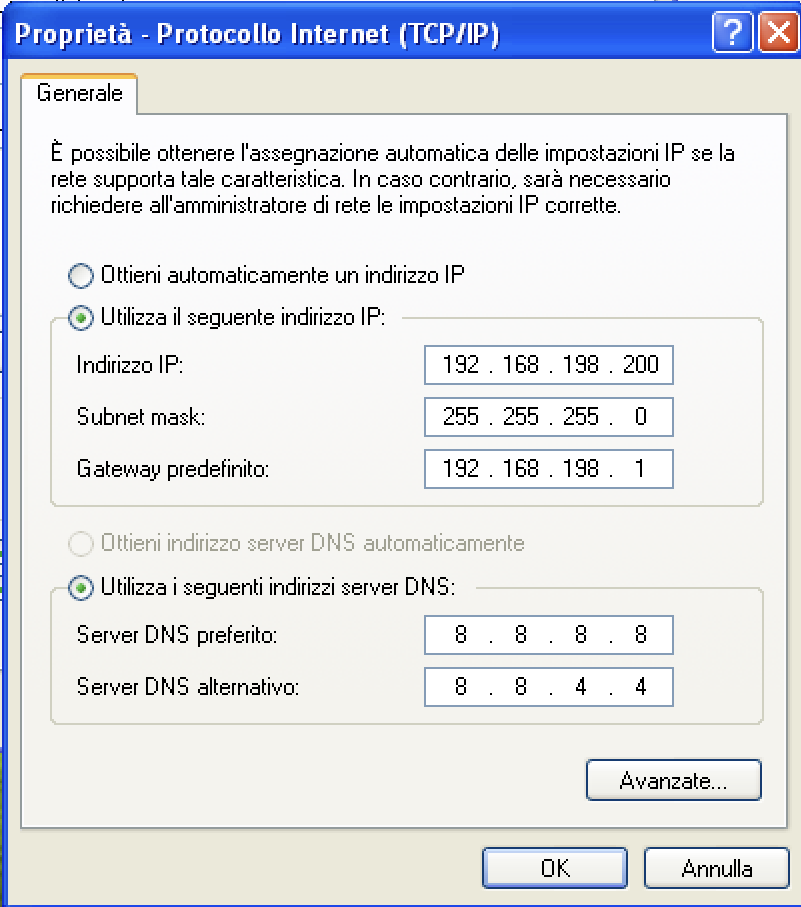 Proprietà - Protocollo Internet (TCP/IP)
Generale
È possibile ottenere l'assegnazione automatica delle impostazioni IP se la
rete supporta tale caratteristica. In caso contrario, sarà necessario
richiedere all'amministratore di rete le impostazioni IP corrette.
Ottieni automaticamente un indirizzo IP
Utilizza il seguente indirizzo IP:
Indirizzo IP: 192 . 168 . 198 . 200
Subnet mask: 255 . 255 . 255 . 0
Gateway predefinito: 192 . 168 . 198 . 1
Ottieni indirizzo server DNS automaticamente
Utilizza i seguenti indirizzi server DNS:
Server DNS preferito: 8 . 8 . 8 . 8
Server DNS alternativo: 8 . 8 . 4 . 4
Avanzate...
OK Annulla